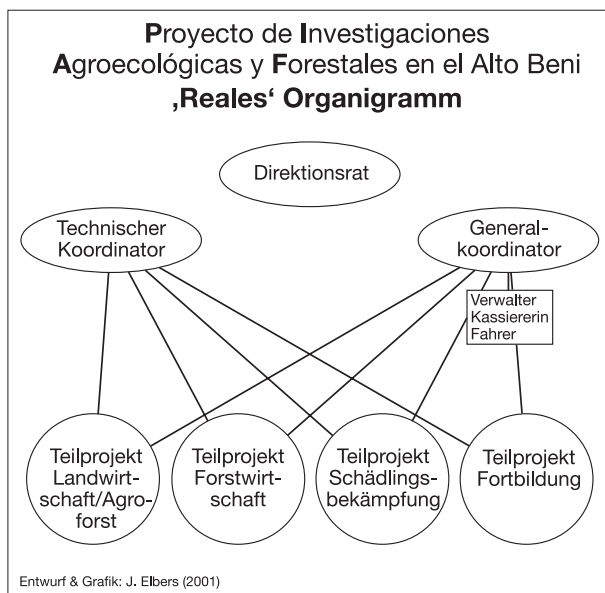 Proyecto de Investigaciones
Agroecológicas y Forestales en el Alto Beni
‚Reales‘ Organigramm
Direktionsrat
Technischer
Koordinator
General-
koordinator
Verwalter
Kassiererin
Fahrer
Teilprojekt
Landwirt-
schaft/Agro-
forst
Teilprojekt
Forstwirt-
schaft
Teilprojekt
Schädlings-
bekämpfung
Teilprojekt
Fortbildung
Entwurf & Grafik: J. Elbers (2001)